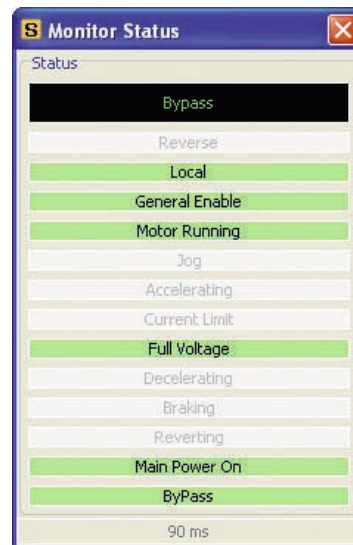 S Monitor Status
Status
Bypass
Reverse
Local
General Enable
Motor Running
Jog
Accelerating
Current Limit
Full Voltage
Decelerating
Braking
Reverting
Main Power On
ByPass
90 ms